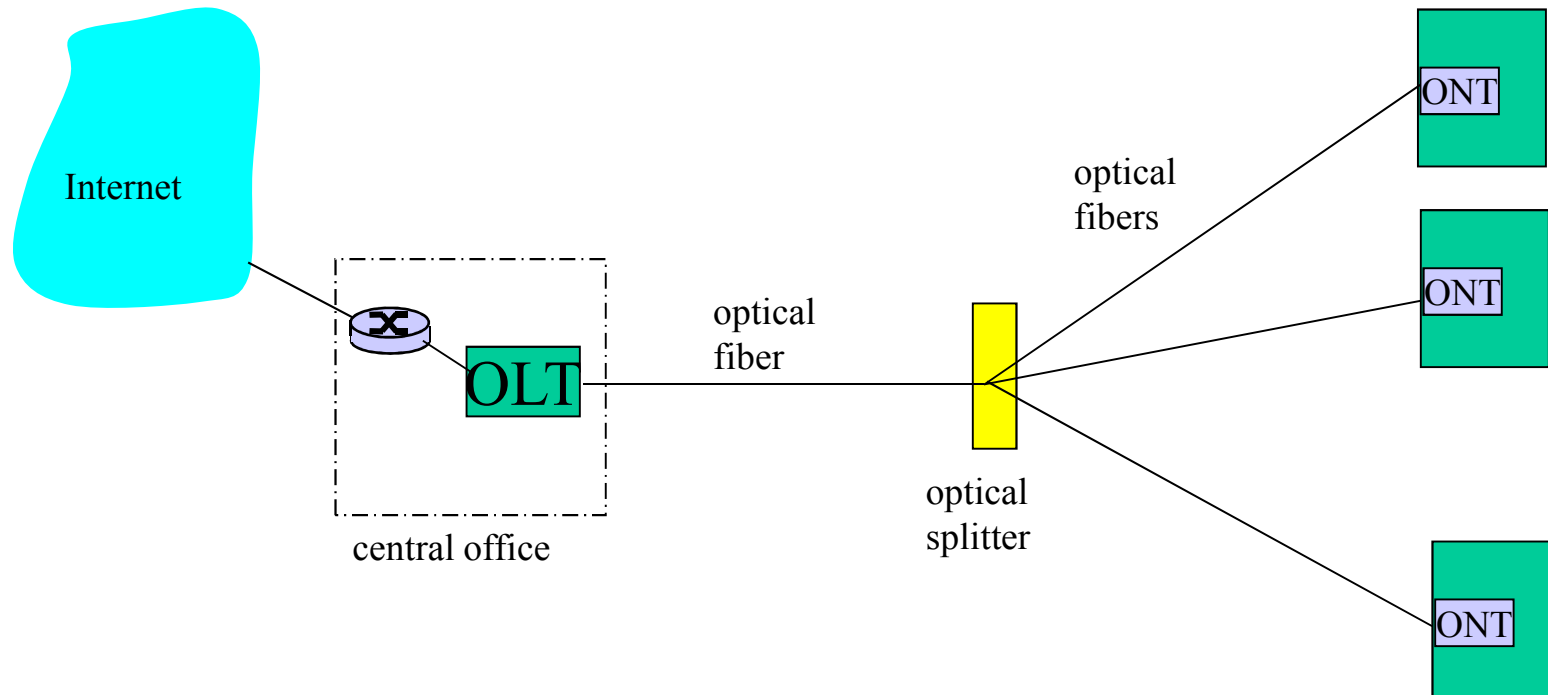 Internet
central office
OLT
optical
fiber
optical
splitter
optical
fibers
ONT
ONT
ONT